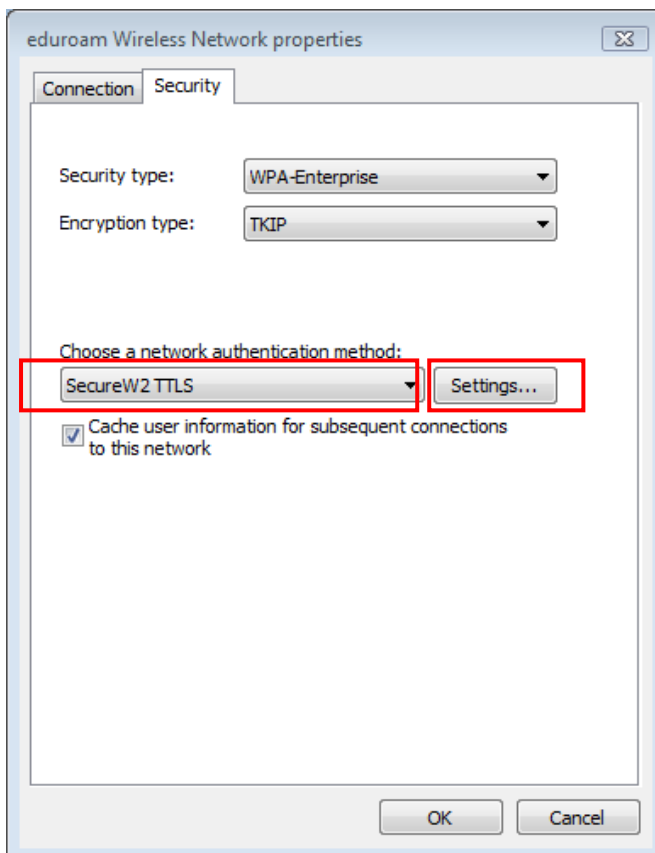 eduroam Wireless Network properties
Connection Security
Security type: WPA-Enterprise
Encryption type: TKIP
Choose a network authentication method:
SecureW2 TTLS Settings...
Cache user information for subsequent connections
to this network
OK Cancel